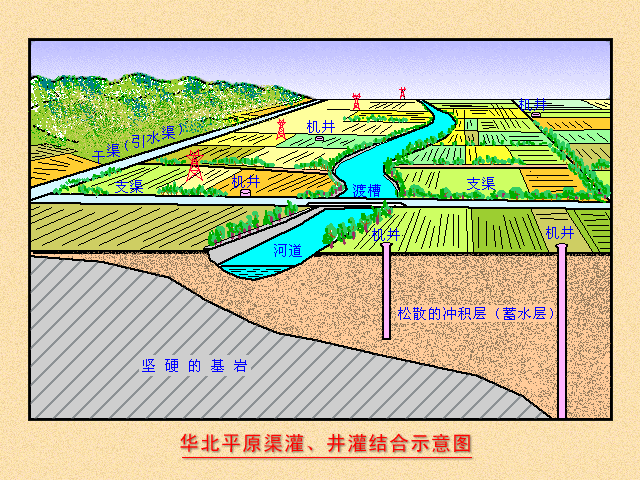 机井
机井
干渠(引水渠)
支渠
机井
渡槽
支渠
机井
机井
河道
松散的冲积层(蓄水层)
坚硬的基岩
华北平原渠灌、井灌结合示意图